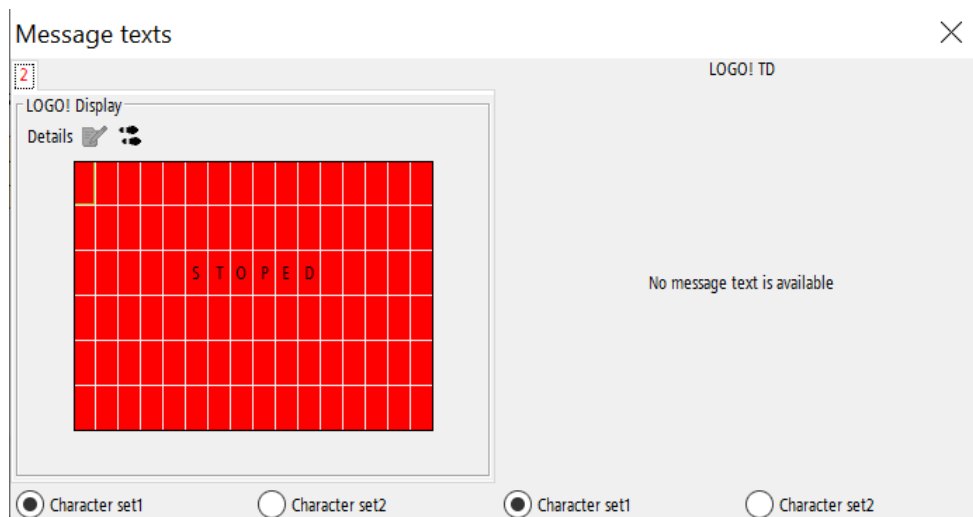 Message texts
2
LOGO! TD
LOGO! Display
Details
STOPED
No message text is available
Character set1 Character set2 Character set1 Character set2